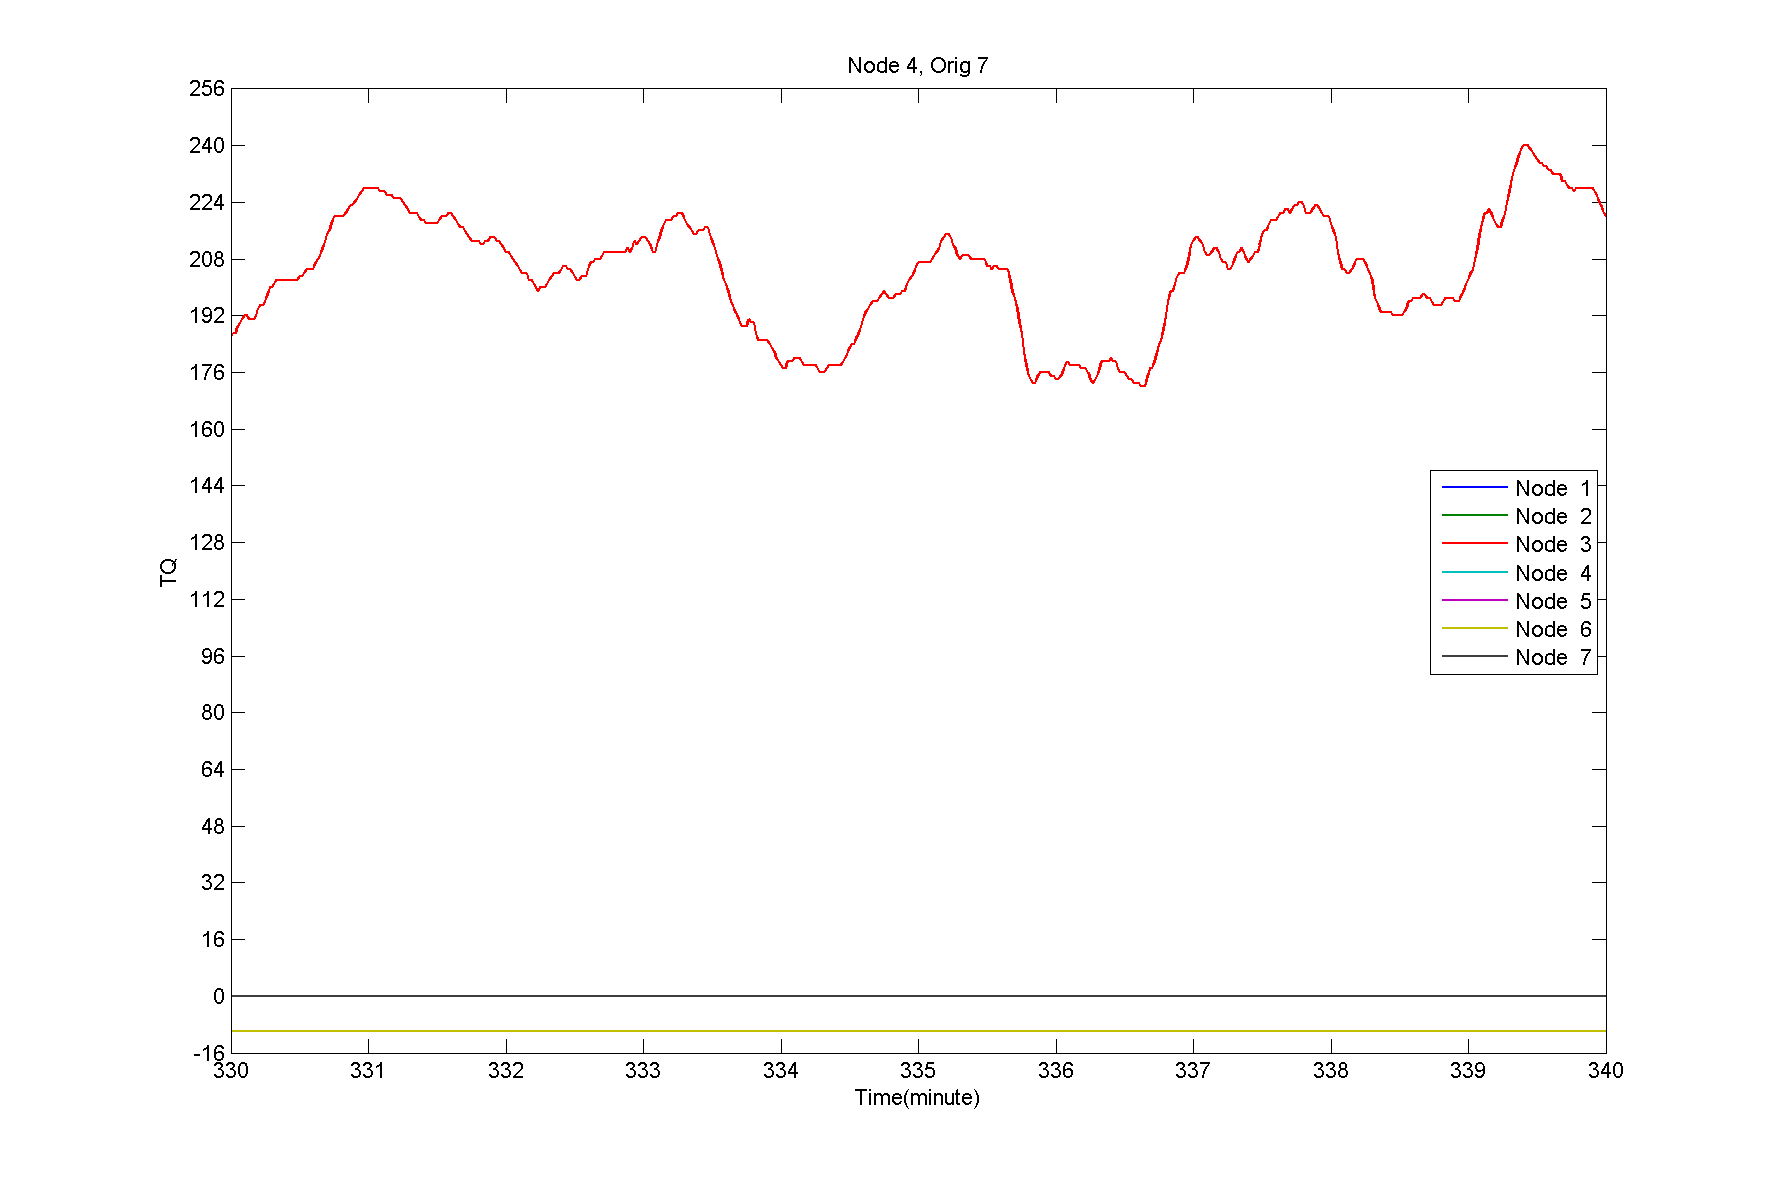 Node 4, Orig 7
256
240
224
208
192
176
160
144
128
112
96
80
64
48
32
16
0
-16
TQ
Node 1
Node 2
Node 3
Node 4
Node 5
Node 6
Node 7
330 331 332 333 334 335 336 337 338 339 340
Time(minute)